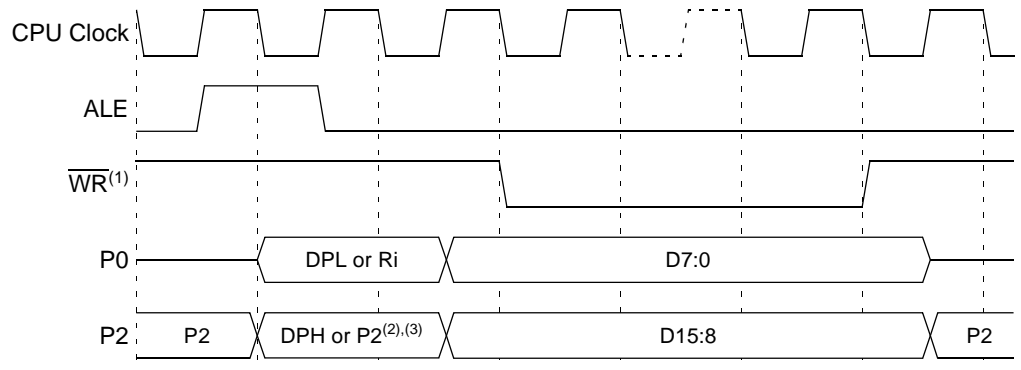 CPU Clock
ALE
WR(1)
P0 DPL or Ri D7:0
P2 P2 DPH or P2(2),(3) D15:8 P2